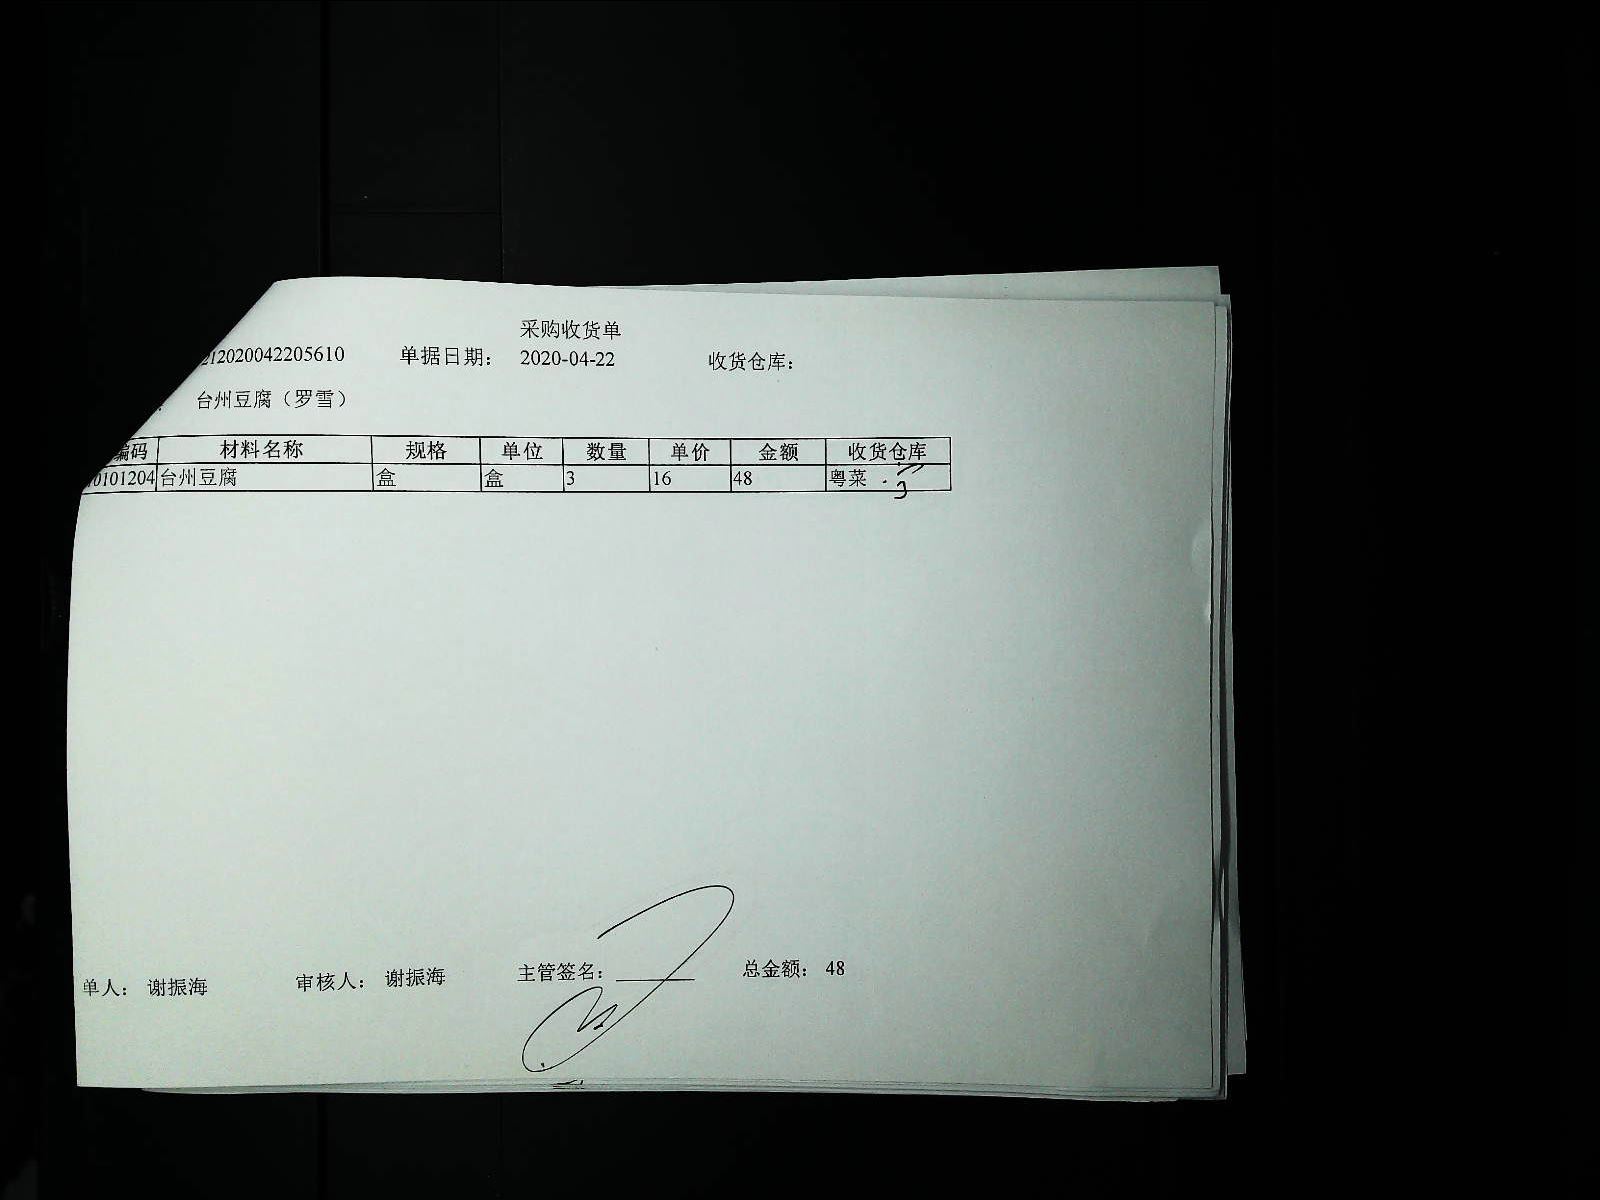 采购收货单
212020042205610 单据日期: 2020-04-22 收货仓库:
: 台州豆腐（罗雪）
编码 材料名称 规格 单位 数量 单价 金额 收货仓库
0101204 台州豆腐 盒 盒 3 16 48 粤菜
单人: 谢振海 审核人: 谢振海 主管签名: 总金额: 48